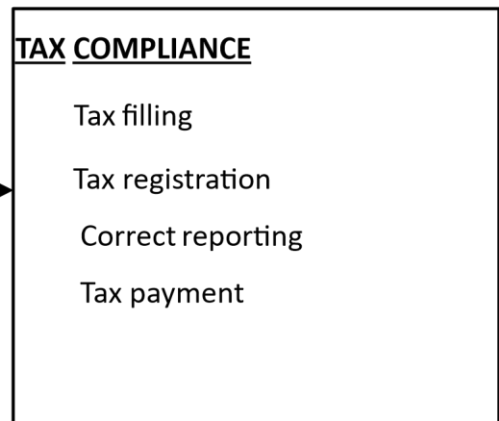 TAX COMPLIANCE
Tax filling
Tax registration
Correct reporting
Tax payment